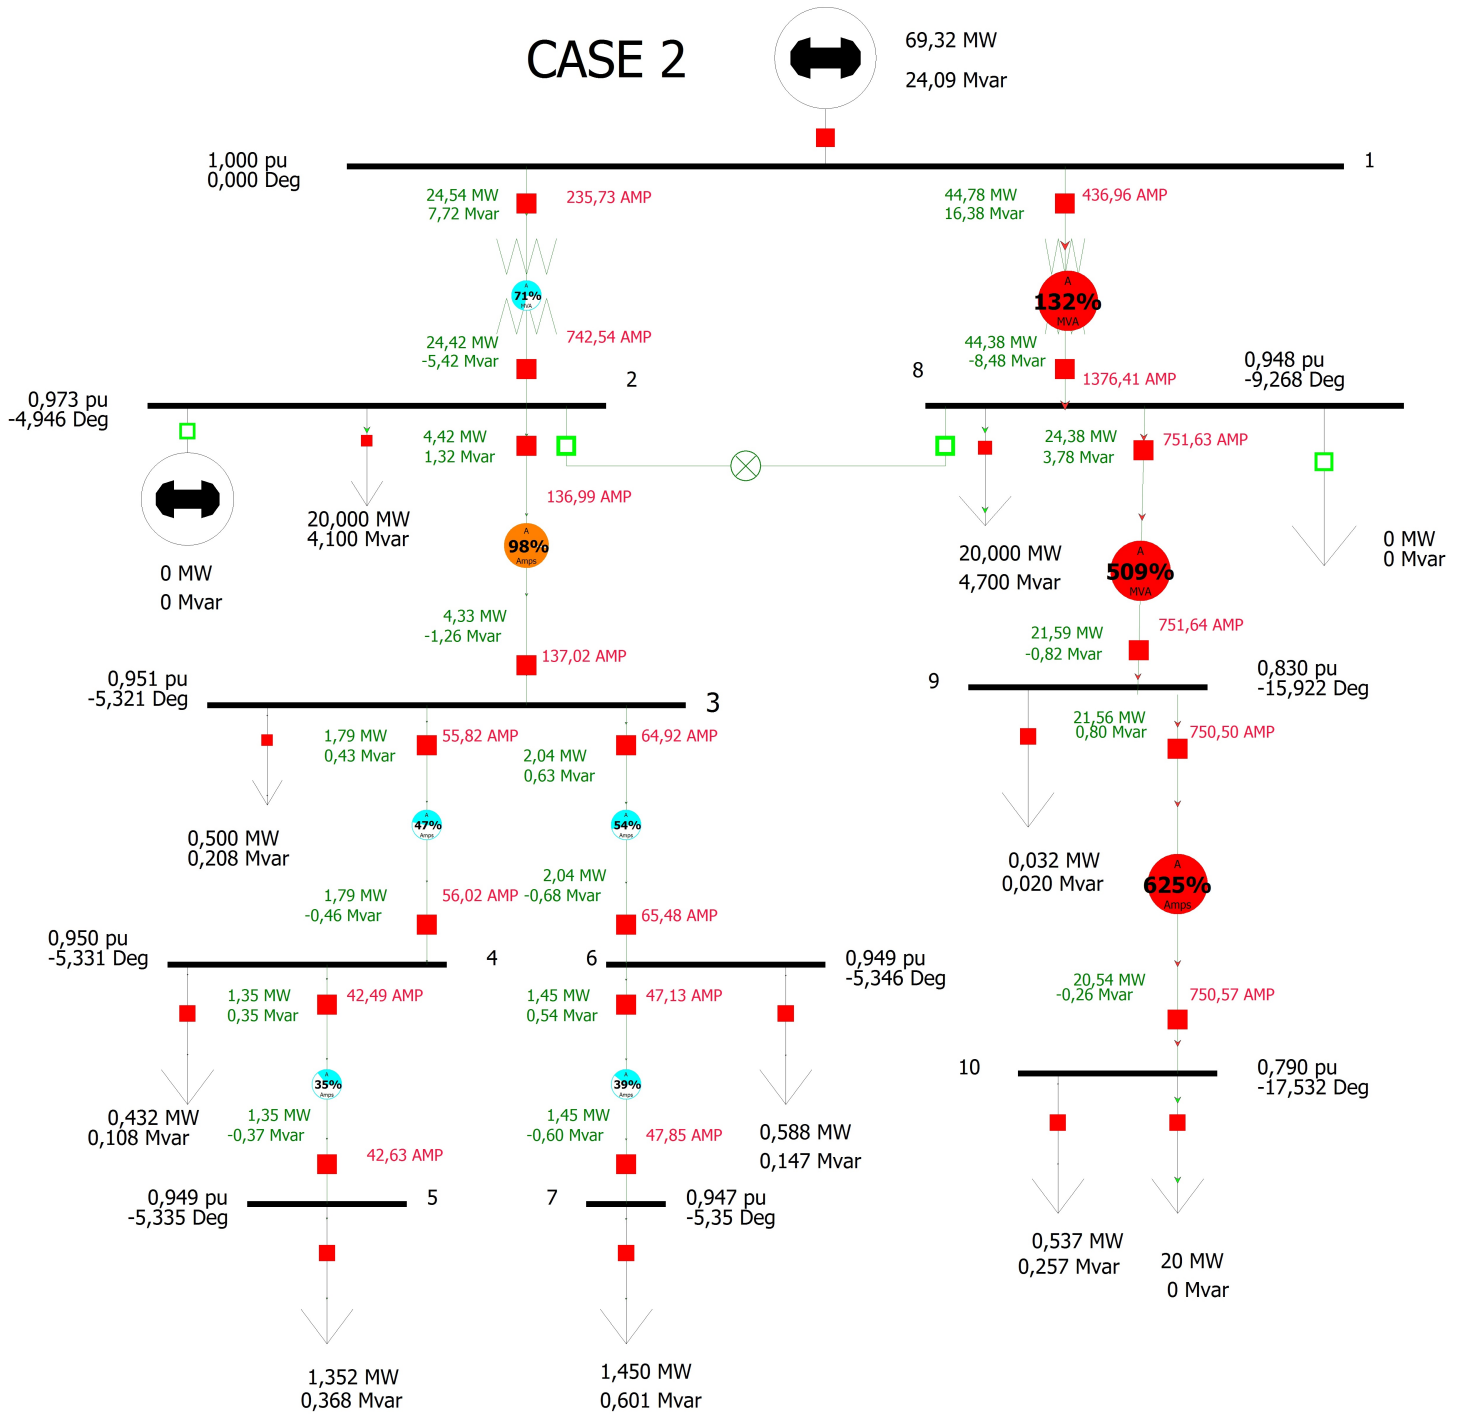 CASE 2
69,32 MW
24,09 Mvar
1,000 pu
0,000 Deg
1
24,54 MW
7,72 Mvar
235,73 AMP
44,78 MW
16,38 Mvar
436,96 AMP
A
71%
MVA
A
132%
MVA
24,42 MW
-5,42 Mvar
742,54 AMP
44,38 MW
-8,48 Mvar
1376,41 AMP
0,948 pu
-9,268 Deg
2
8
0,973 pu
-4,946 Deg
4,42 MW
1,32 Mvar
136,99 AMP
24,38 MW
3,78 Mvar
751,63 AMP
20,000 MW
4,100 Mvar
A
98%
Amps
20,000 MW
4,700 Mvar
A
509%
MVA
0 MW
0 Mvar
0 MW
0 Mvar
4,33 MW
-1,26 Mvar
137,02 AMP
21,59 MW
-0,82 Mvar
751,64 AMP
0,951 pu
-5,321 Deg
3
9
0,830 pu
-15,922 Deg
1,79 MW
0,43 Mvar
55,82 AMP
2,04 MW
0,63 Mvar
64,92 AMP
21,56 MW
0,80 Mvar
750,50 AMP
0,500 MW
0,208 Mvar
A
47%
Amps
A
54%
Amps
0,032 MW
0,020 Mvar
A
625%
Amps
1,79 MW
-0,46 Mvar
56,02 AMP
2,04 MW
-0,68 Mvar
65,48 AMP
0,950 pu
-5,331 Deg
4
6
0,949 pu
-5,346 Deg
1,35 MW
0,35 Mvar
42,49 AMP
1,45 MW
0,54 Mvar
47,13 AMP
20,54 MW
-0,26 Mvar
750,57 AMP
A
35%
Amps
A
39%
Amps
10
0,790 pu
-17,532 Deg
0,432 MW
0,108 Mvar
1,35 MW
-0,37 Mvar
42,63 AMP
1,45 MW
-0,60 Mvar
47,85 AMP
0,588 MW
0,147 Mvar
0,949 pu
-5,335 Deg
5
7
0,947 pu
-5,35 Deg
0,537 MW
0,257 Mvar
20 MW
0 Mvar
1,352 MW
0,368 Mvar
1,450 MW
0,601 Mvar